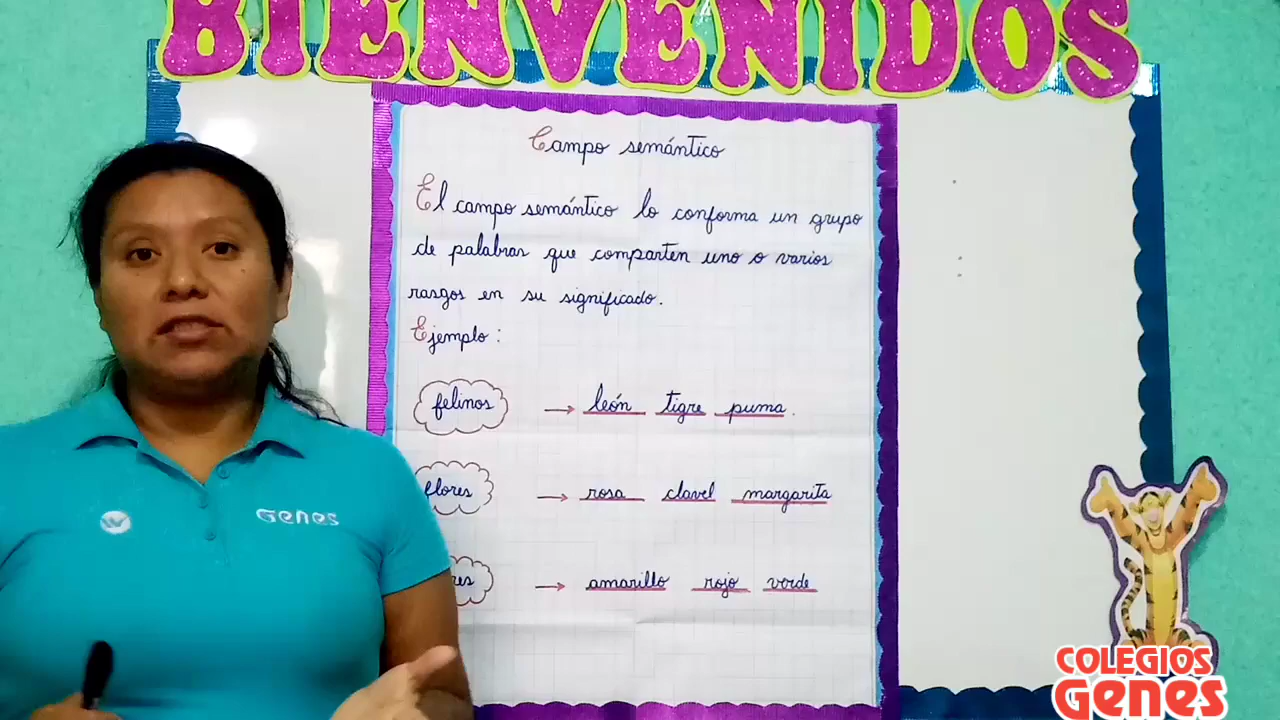 BIENVENIDOS
Campo semántico
El campo semántico lo conforma un grupo
de palabras que comparten uno o varios
rasgos en su significado.
Ejemplo:
felinos → león tigre puma.
flores → rosa clavel margarita
res → amarillo rojo verde
Genes
COLEGIOS
Genes